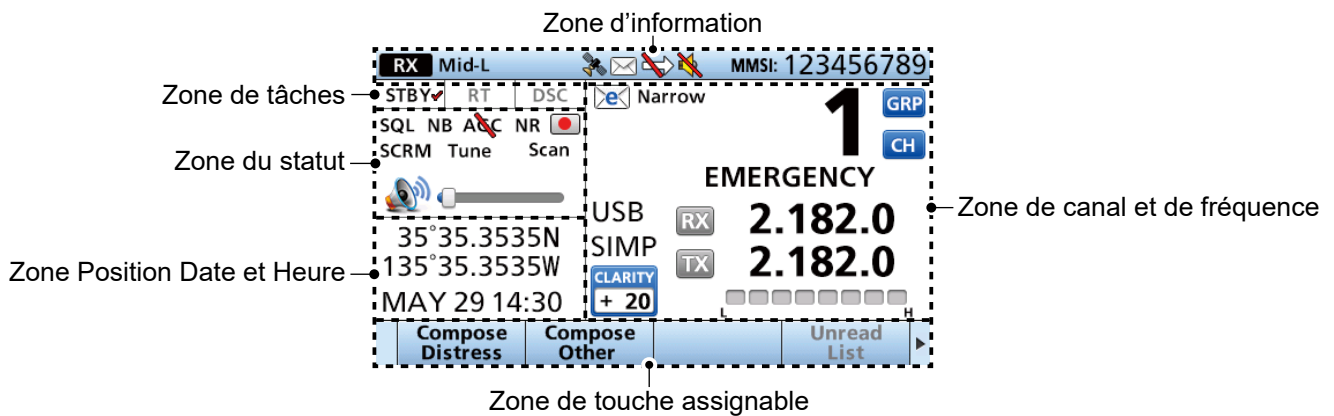 Zone d’information
RX Mid-L MMSI: 123456789
Zone de tâches
STBY RT DSC
Narrow
1 GRP
SQL NB AGC NR
CH
Zone du statut
SCRM Tune Scan
EMERGENCY
USB RX 2.182.0
Zone de canal et de fréquence
35°35.3535N
SIMP
Zone Position Date et Heure
135°35.3535W
TX 2.182.0
CLARITY
+ 20
MAY 29 14:30
L H
Compose Distress
Compose Other
Unread List
Zone de touche assignable